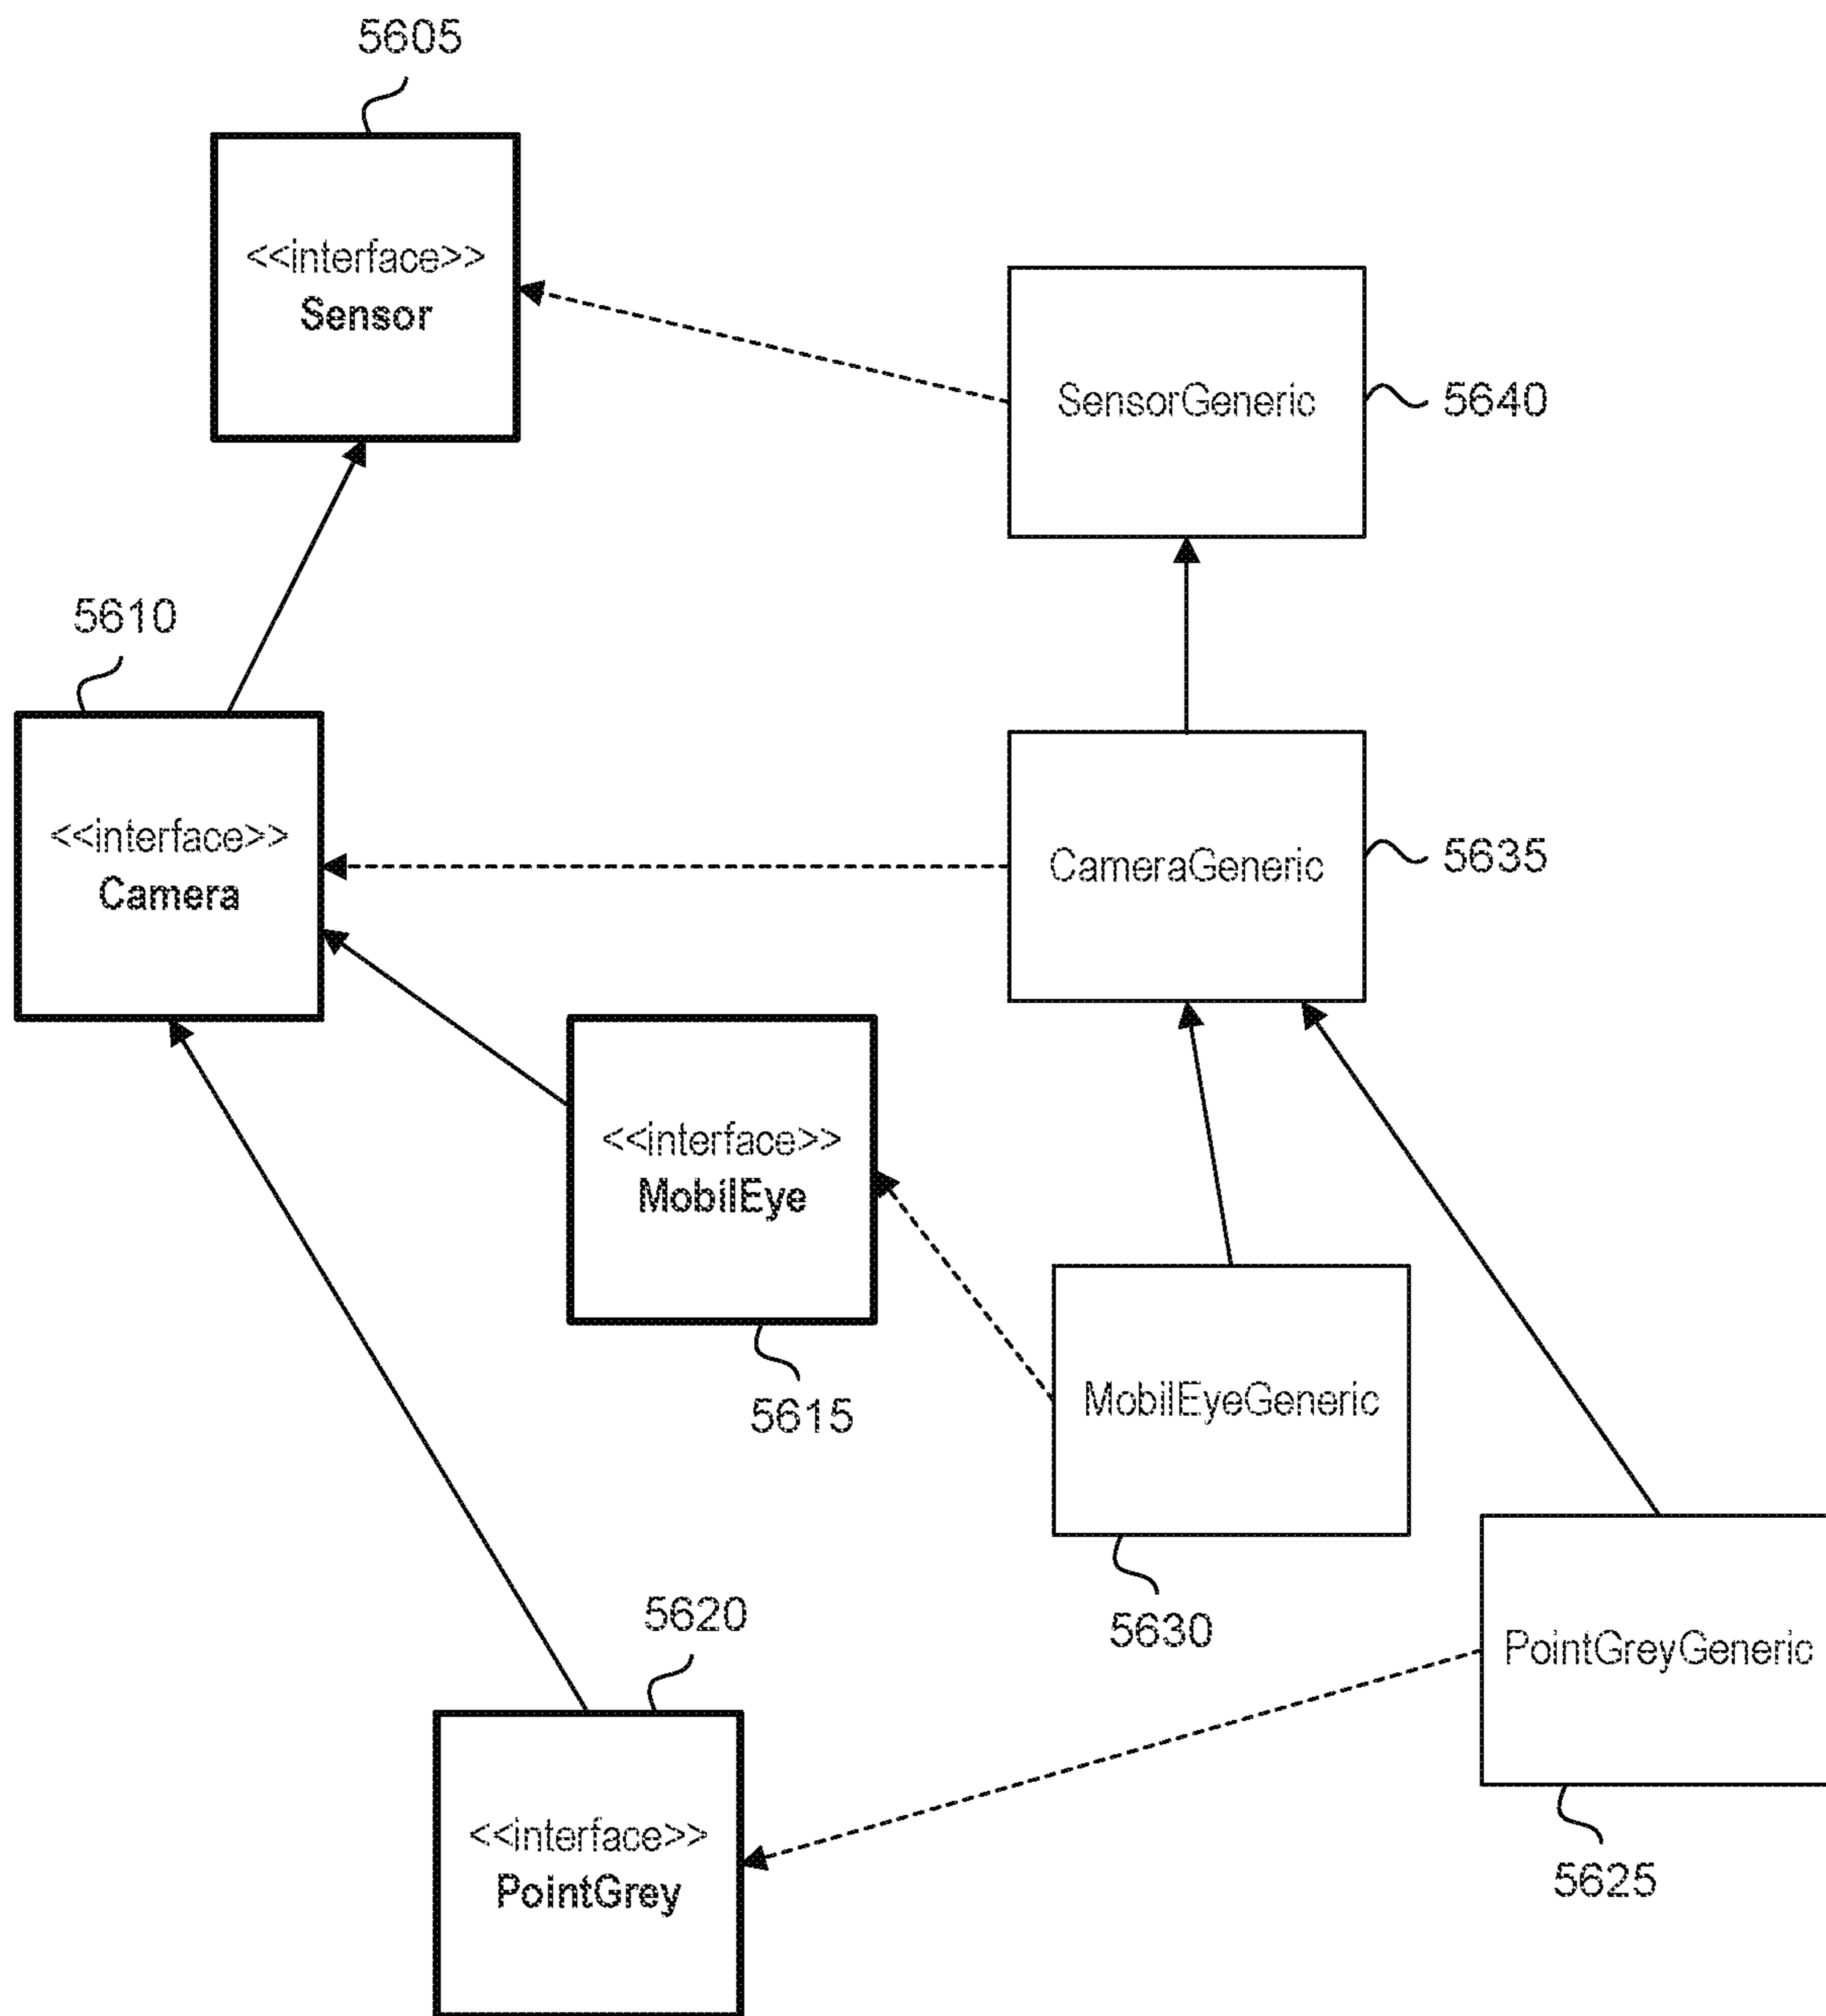 5605
<<interface>>
Sensor
SensorGeneric
5640
5610
<<interface>>
Camera
CameraGeneric
5635
<<interface>>
MobilEye
5615
MobilEyeGeneric
5630
5620
<<interface>>
PointGrey
PointGreyGeneric
5625